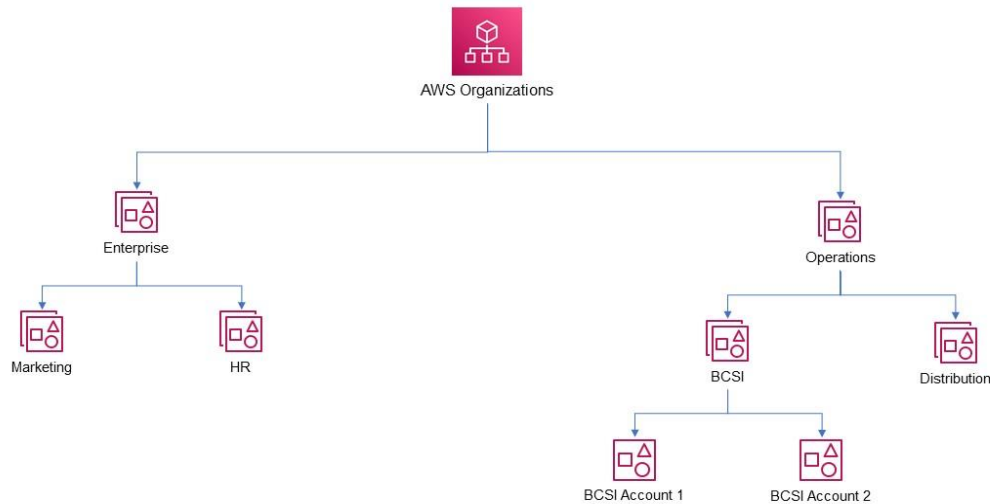 AWS Organizations
Enterprise
Operations
Marketing
HR
BCSI
Distribution
BCSI Account 1
BCSI Account 2